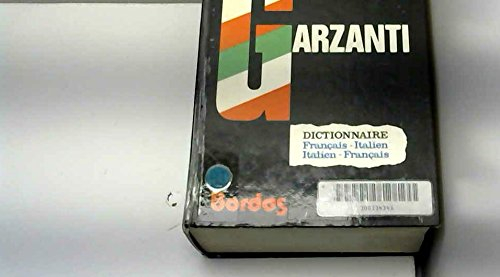 GARZANTI
DICTIONNAIRE
Français - Italien
Italien - Français
Bordas